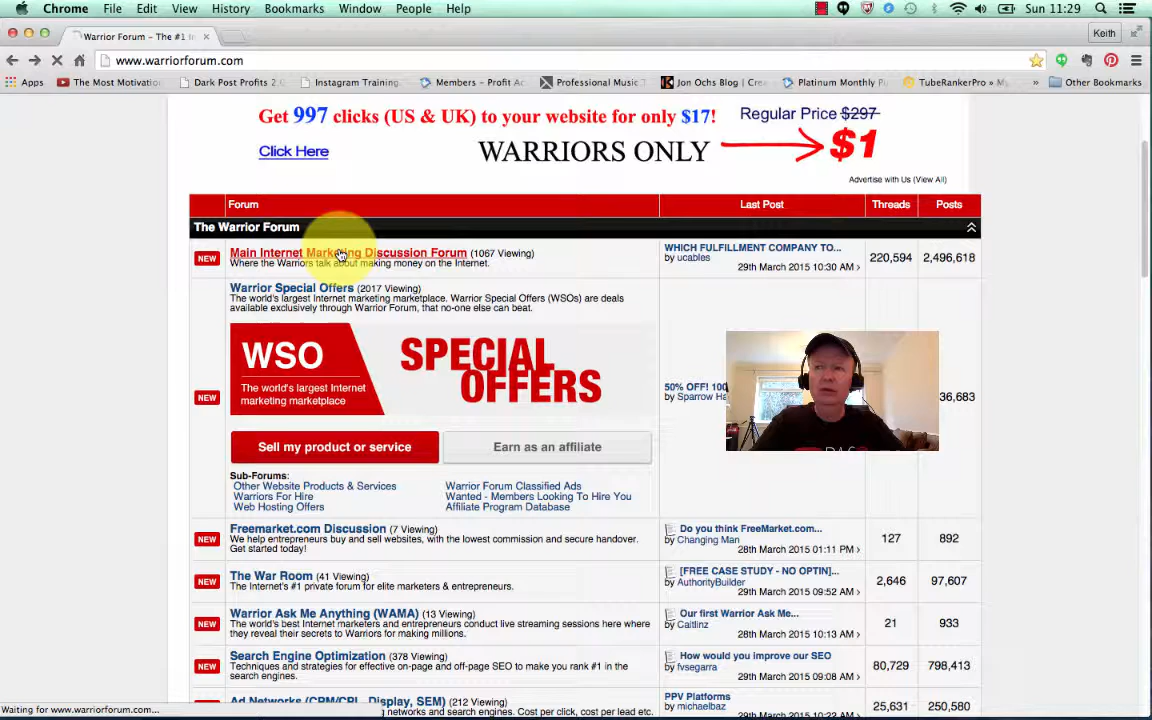 Chrome File Edit View History Bookmarks Window People Help Sun 11:29
Warrior Forum - The #1 In Keith
www.warriorforum.com
Apps The Most Motivation Dark Post Profits 2. Instagram Training Members – Profit Ac Professional Music Jon Ochs Blog | Cre Platinum Monthly P TubeRankerPro » M » Other Bookmarks
Get 997 clicks (US & UK) to your website for only $17! Regular Price $297
Click Here WARRIORS ONLY $1
Advertise with Us (View All)
Forum Last Post Threads Posts
The Warrior Forum
NEW Main Internet Marketing Discussion Forum (1067 Viewing) WHICH FULFILLMENT COMPANY TO... 220,594 2,496,618
Where the Warriors talk about making money on the Internet. by ucables
29th March 2015 10:30 AM
Warrior Special Offers (2017 Viewing)
The world's largest Internet marketing marketplace. Warrior Special Offers (WSOs) are deals
available exclusively through Warrior Forum, that no-one else can beat.
WSO SPECIAL
The world's largest Internet OFFERS
marketing marketplace
NEW 50% OFF! 100 36,683
by Sparrow Ha
Sell my product or service Earn as an affiliate
Sub-Forums:
Other Website Products & Services Warrior Forum Classified Ads
Warriors For Hire Wanted - Members Looking To Hire You
Web Hosting Offers Affiliate Program Database
NEW Freemarket.com Discussion (7 Viewing) Do you think FreeMarket.com... 127 892
We help entrepreneurs buy and sell websites, with the lowest commission and secure handover. by Changing Man
Get started today! 28th March 2015 01:11 PM
NEW The War Room (41 Viewing) [FREE CASE STUDY - NO OPTIN]... 2,646 97,607
The Internet's #1 private forum for elite marketers & entrepreneurs. by AuthorityBuilder
29th March 2015 09:52 AM
NEW Warrior Ask Me Anything (WAMA) (13 Viewing) Our first Warrior Ask Me... 21 933
The world's best Internet marketers and entrepreneurs conduct live streaming sessions here where by Caitlinz
they reveal their secrets to Warriors for making millions. 28th March 2015 10:13 AM
NEW Search Engine Optimization (378 Viewing) How would you improve our SEO 80,729 798,413
Techniques and strategies for effective on-page and off-page SEO to make you rank #1 in the by fvsegarra
search engines. 29th March 2015 09:08 AM
Ad Networks (CPM/CPL, Display, SEM) (212 Viewing) PPV Platforms 25,631 250,580
networks and search engines. Cost per click, cost per lead etc. by michaelbaz
Waiting for www.warriorforum.com...